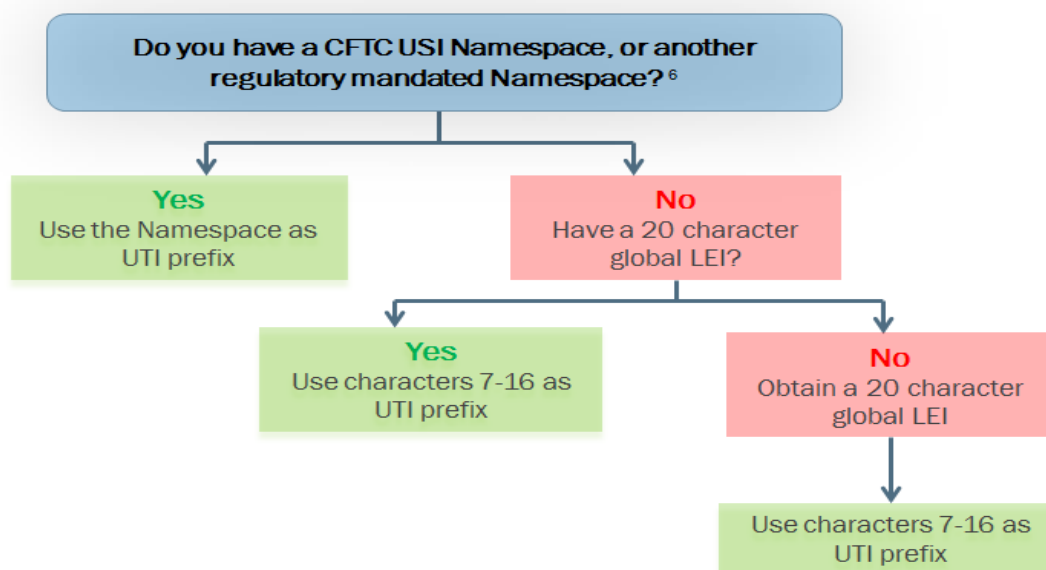 Do you have a CFTC USI Namespace, or another
regulatory mandated Namespace? 6
Yes
Use the Namespace as
UTI prefix
No
Have a 20 character
global LEI?
Yes
Use characters 7-16 as
UTI prefix
No
Obtain a 20 character
global LEI
Use characters 7-16 as
UTI prefix